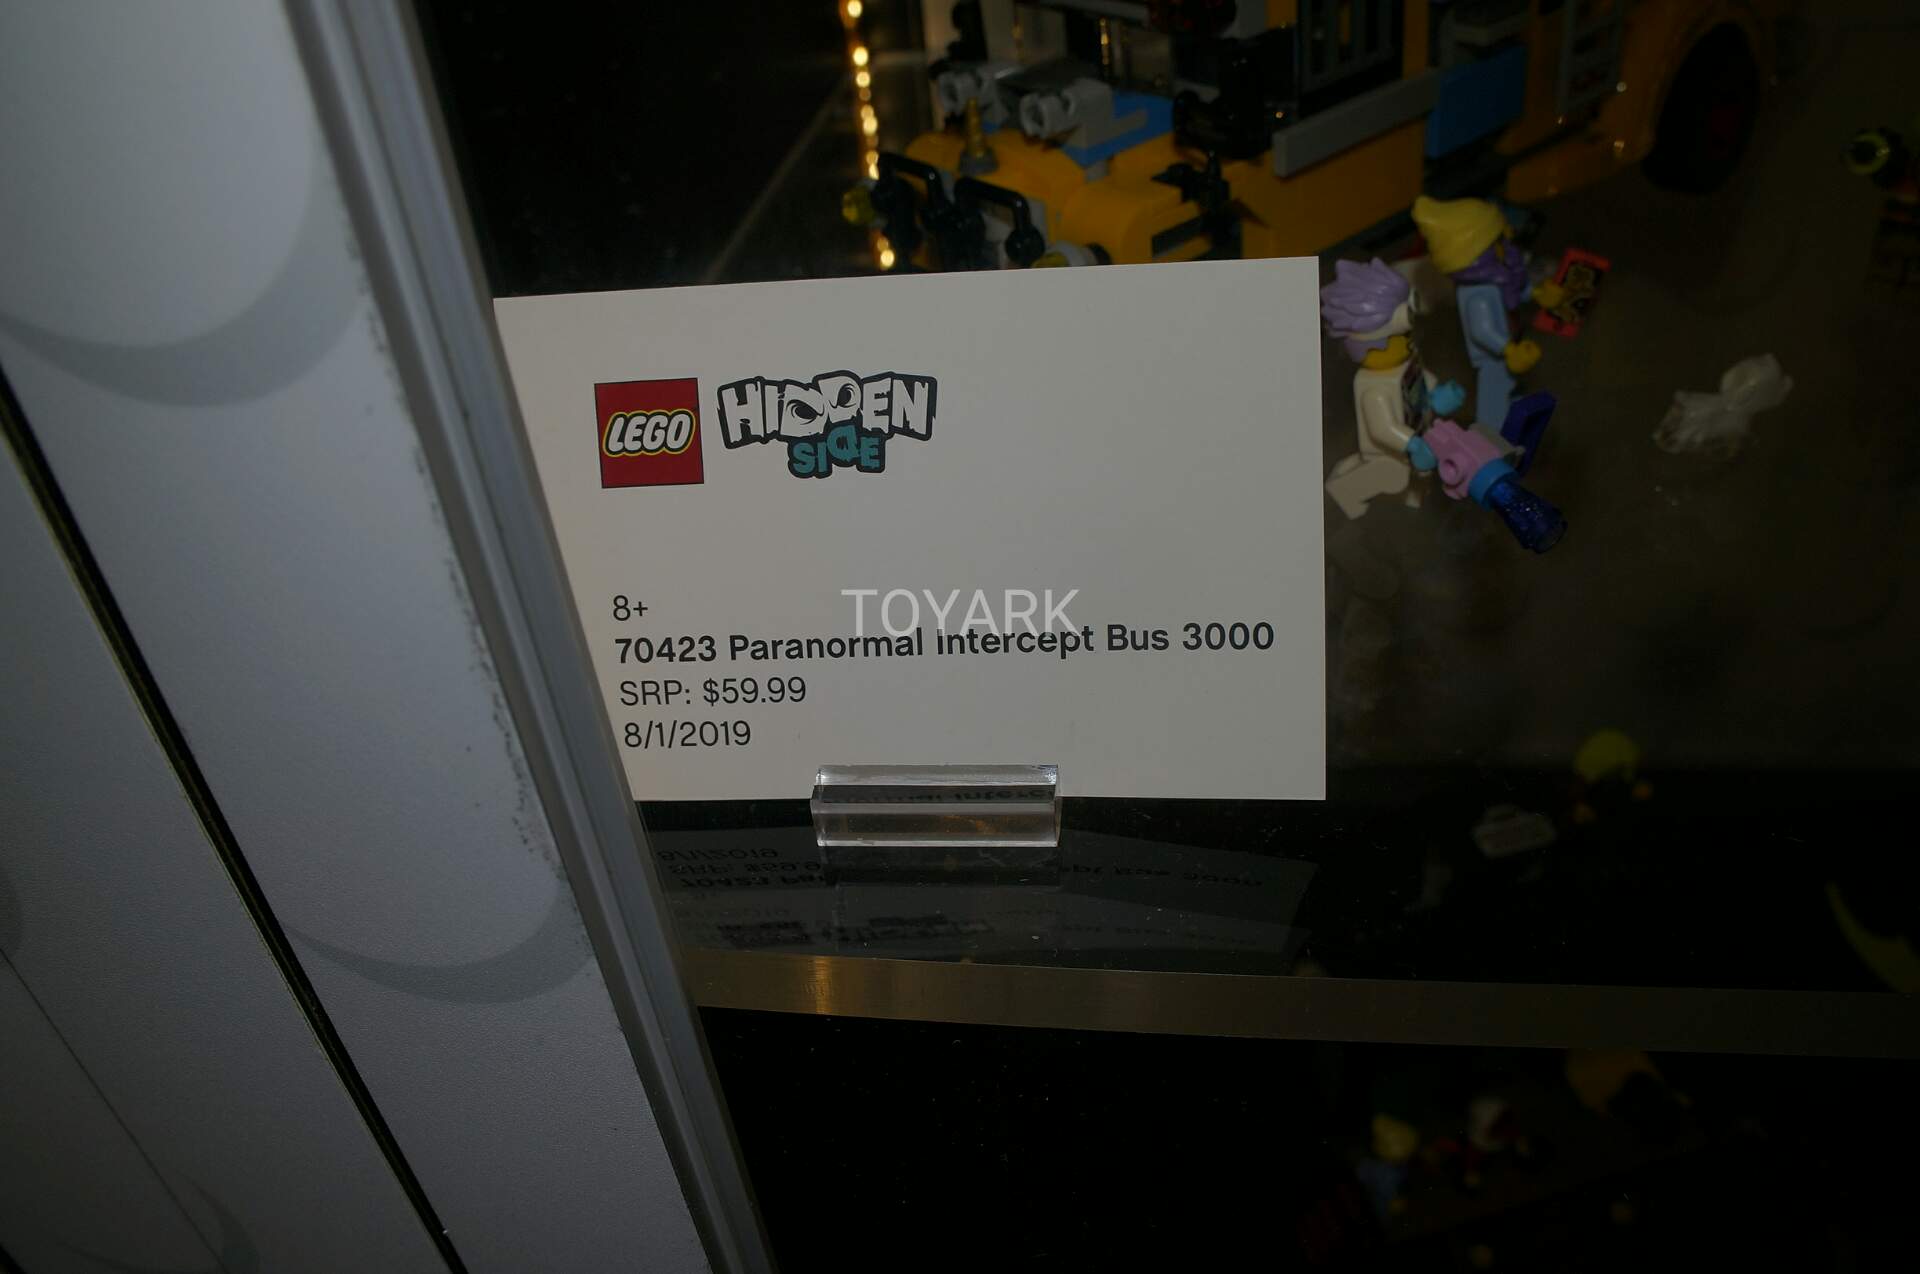 LEGO HIDDEN
SIDE
8+
TOYARK
70423 Paranormal Intercept Bus 3000
SRP: $59.99
8/1/2019